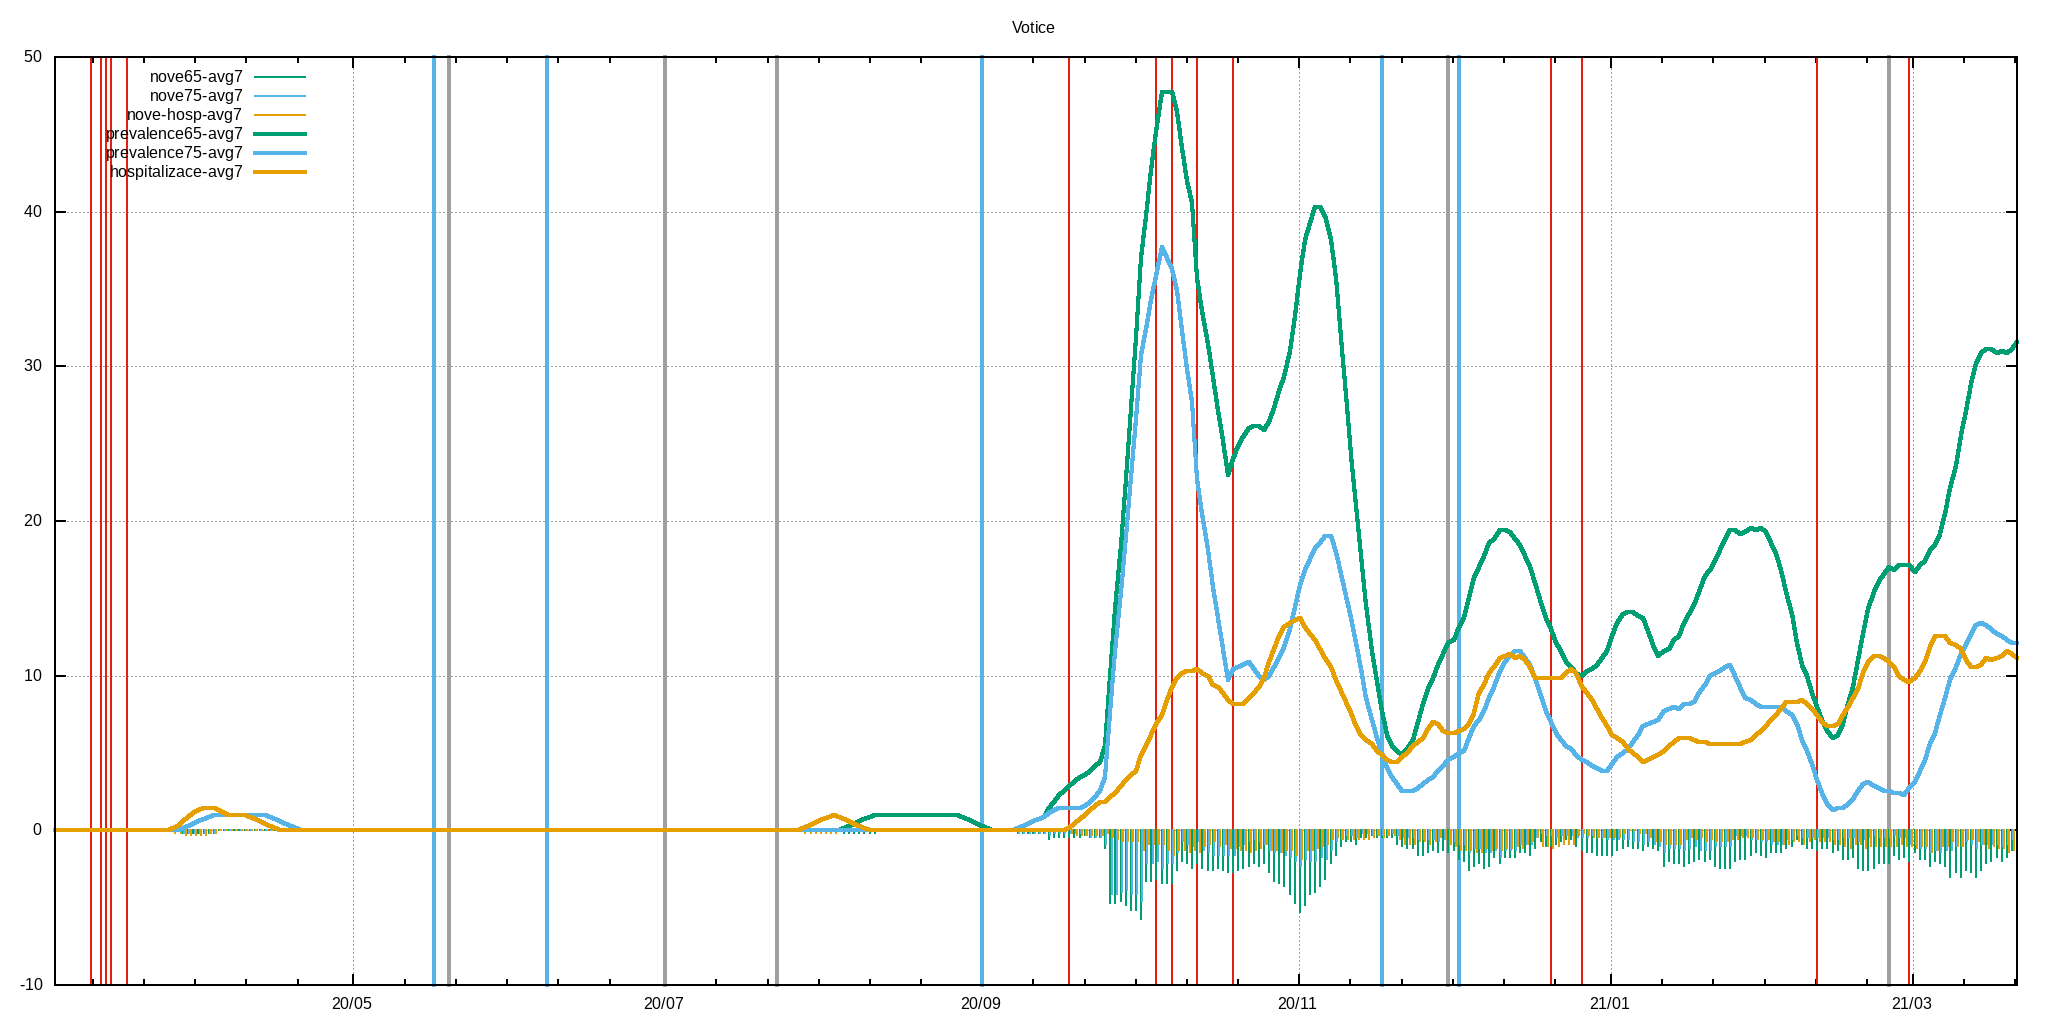 Votice
50
nove65-avg7
nove75-avg7
nove-hosp-avg7
prevalence65-avg7
prevalence75-avg7
hospitalizace-avg7
40
30
20
10
0
-10
20/05 20/07 20/09 20/11 21/01 21/03